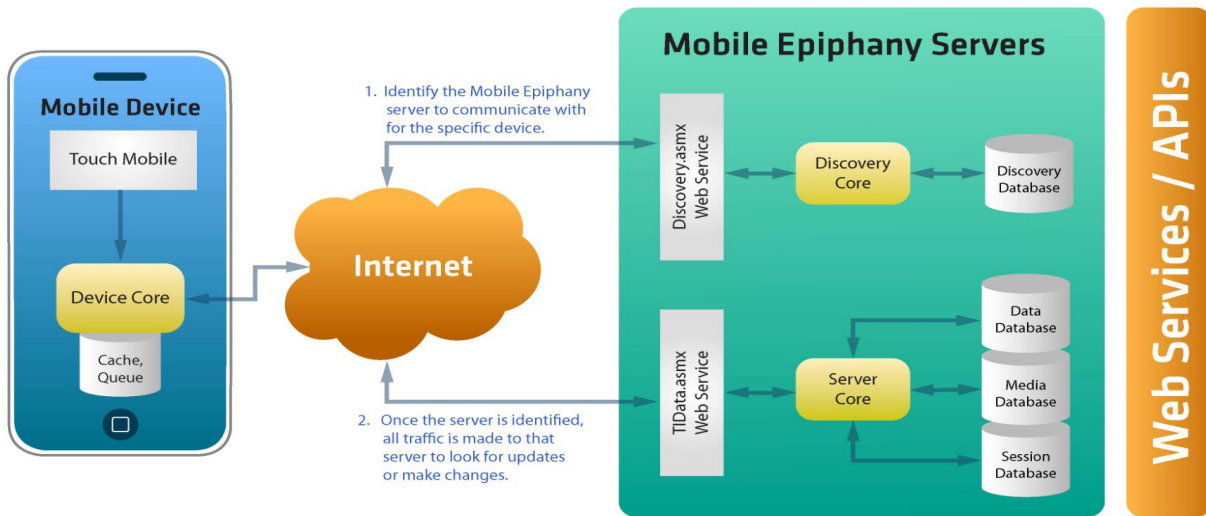 Mobile Device
Touch Mobile
Device Core
Cache,
Queue
1. Identify the Mobile Epiphany
server to communicate with
for the specific device.
Internet
2. Once the server is identified,
all traffic is made to that
server to look for updates
or make changes.
Mobile Epiphany Servers
Discovery.asmx
Web Service
Discovery
Core
Discovery
Database
TIData.asmx
Web Service
Server
Core
Data
Database
Media
Database
Session
Database
Web Services / APIs